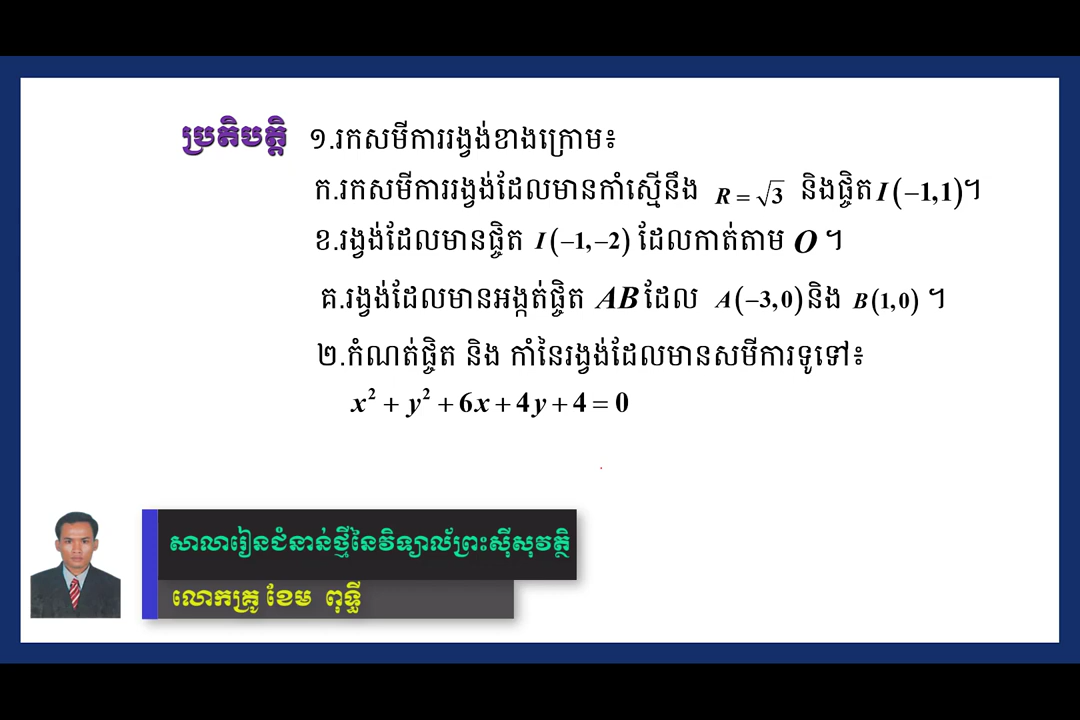 ប្រតិបត្តិ ១.រកសមីការរង្វង់ខាងក្រោម៖
ក.រកសមីការរង្វង់ដែលមានកាំស្មើនឹង R = √3 និងផ្ចិត I(−1,1)។
ខ.រង្វង់ដែលមានផ្ចិត I(−1,−2) ដែលកាត់តាម O ។
គ.រង្វង់ដែលមានអង្កត់ផ្ចិត AB ដែល A(−3,0) និង B(1,0) ។
២.កំណត់ផ្ចិត និង កាំនៃរង្វង់ដែលមានសមីការទូទៅ៖
x² + y² + 6x + 4y + 4 = 0
សាលារៀនជំនាន់ថ្មីនៃវិទ្យាល័ព្រះស៊ីសុវត្ថិ
លោកគ្រូ ខែម ពុទ្ធី